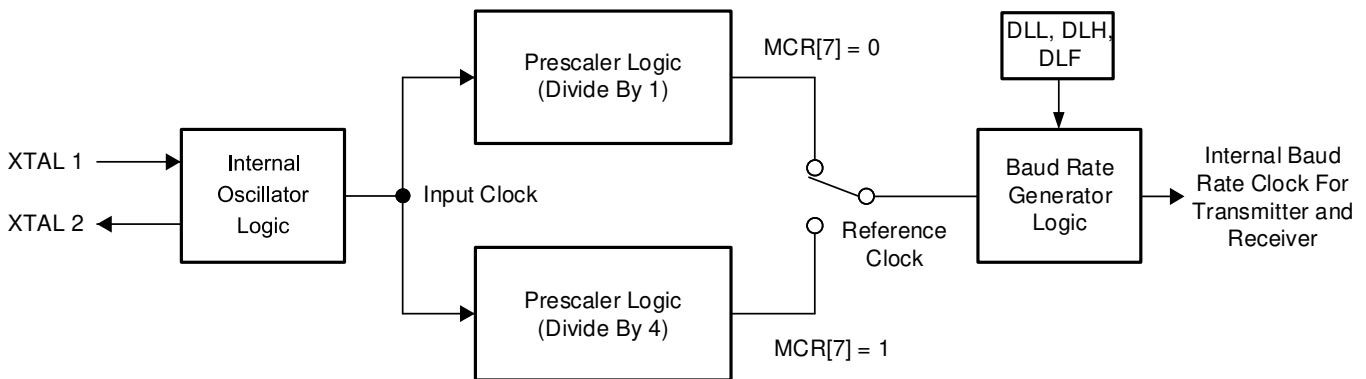 Prescaler Logic
(Divide By 1)
MCR[7] = 0
DLL, DLH,
DLF
XTAL 1
XTAL 2
Internal
Oscillator
Logic
Input Clock
Reference
Clock
Baud Rate
Generator
Logic
Internal Baud
Rate Clock For
Transmitter and
Receiver
Prescaler Logic
(Divide By 4)
MCR[7] = 1